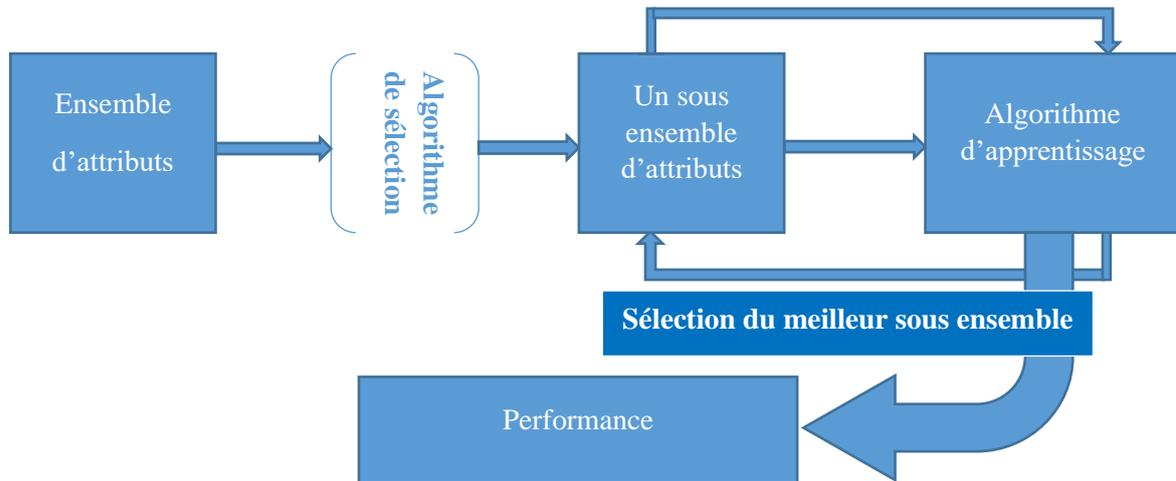 Ensemble
d’attributs
Algorithme
de sélection
Un sous
ensemble
d’attributs
Algorithme
d’apprentissage
Sélection du meilleur sous ensemble
Performance